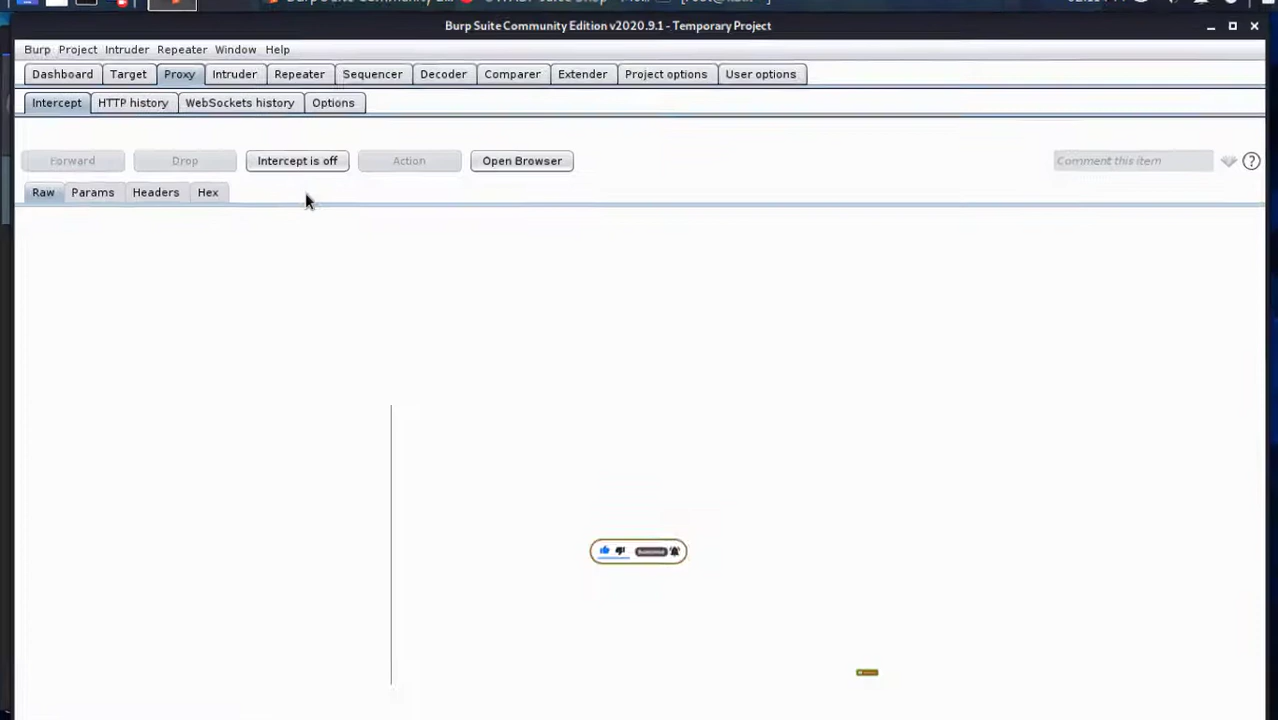 Burp Suite Community Edition v2020.9.1 - Temporary Project
Burp Project Intruder Repeater Window Help
Dashboard Target Proxy Intruder Repeater Sequencer Decoder Comparer Extender Project options User options
Intercept HTTP history WebSockets history Options
Forward Drop Intercept is off Action Open Browser Comment this item ?
Raw Params Headers Hex